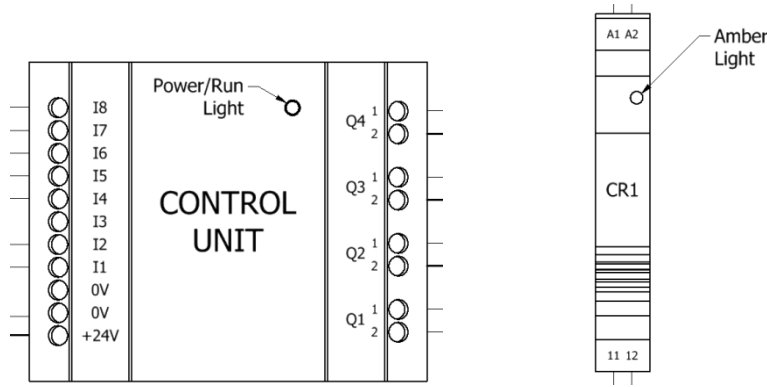 Power/Run
Light
I8
I7
I6
I5
I4
I3
I2
I1
0V
0V
+24V
CONTROL
UNIT
Q4 1
2
Q3 1
2
Q2 1
2
Q1 1
2
A1 A2
Amber
Light
CR1
11 12